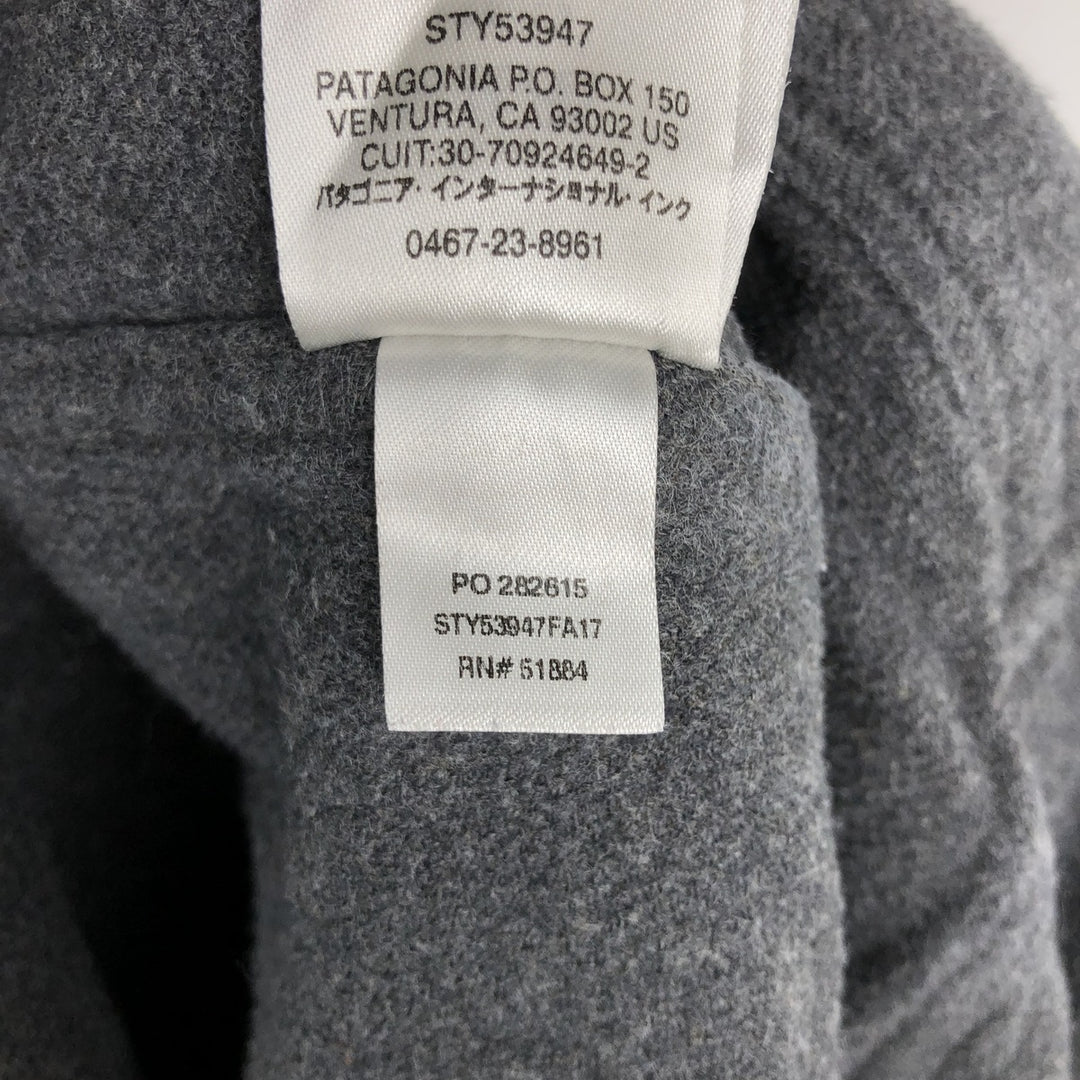 STY53947
PATAGONIA P.O. BOX 150
VENTURA, CA 93002 US
CUIT:30-70924649-2
パタゴニア・インターナショナル・インク
0467-23-8961
PO 282615
STY53947FA17
RN# 51884